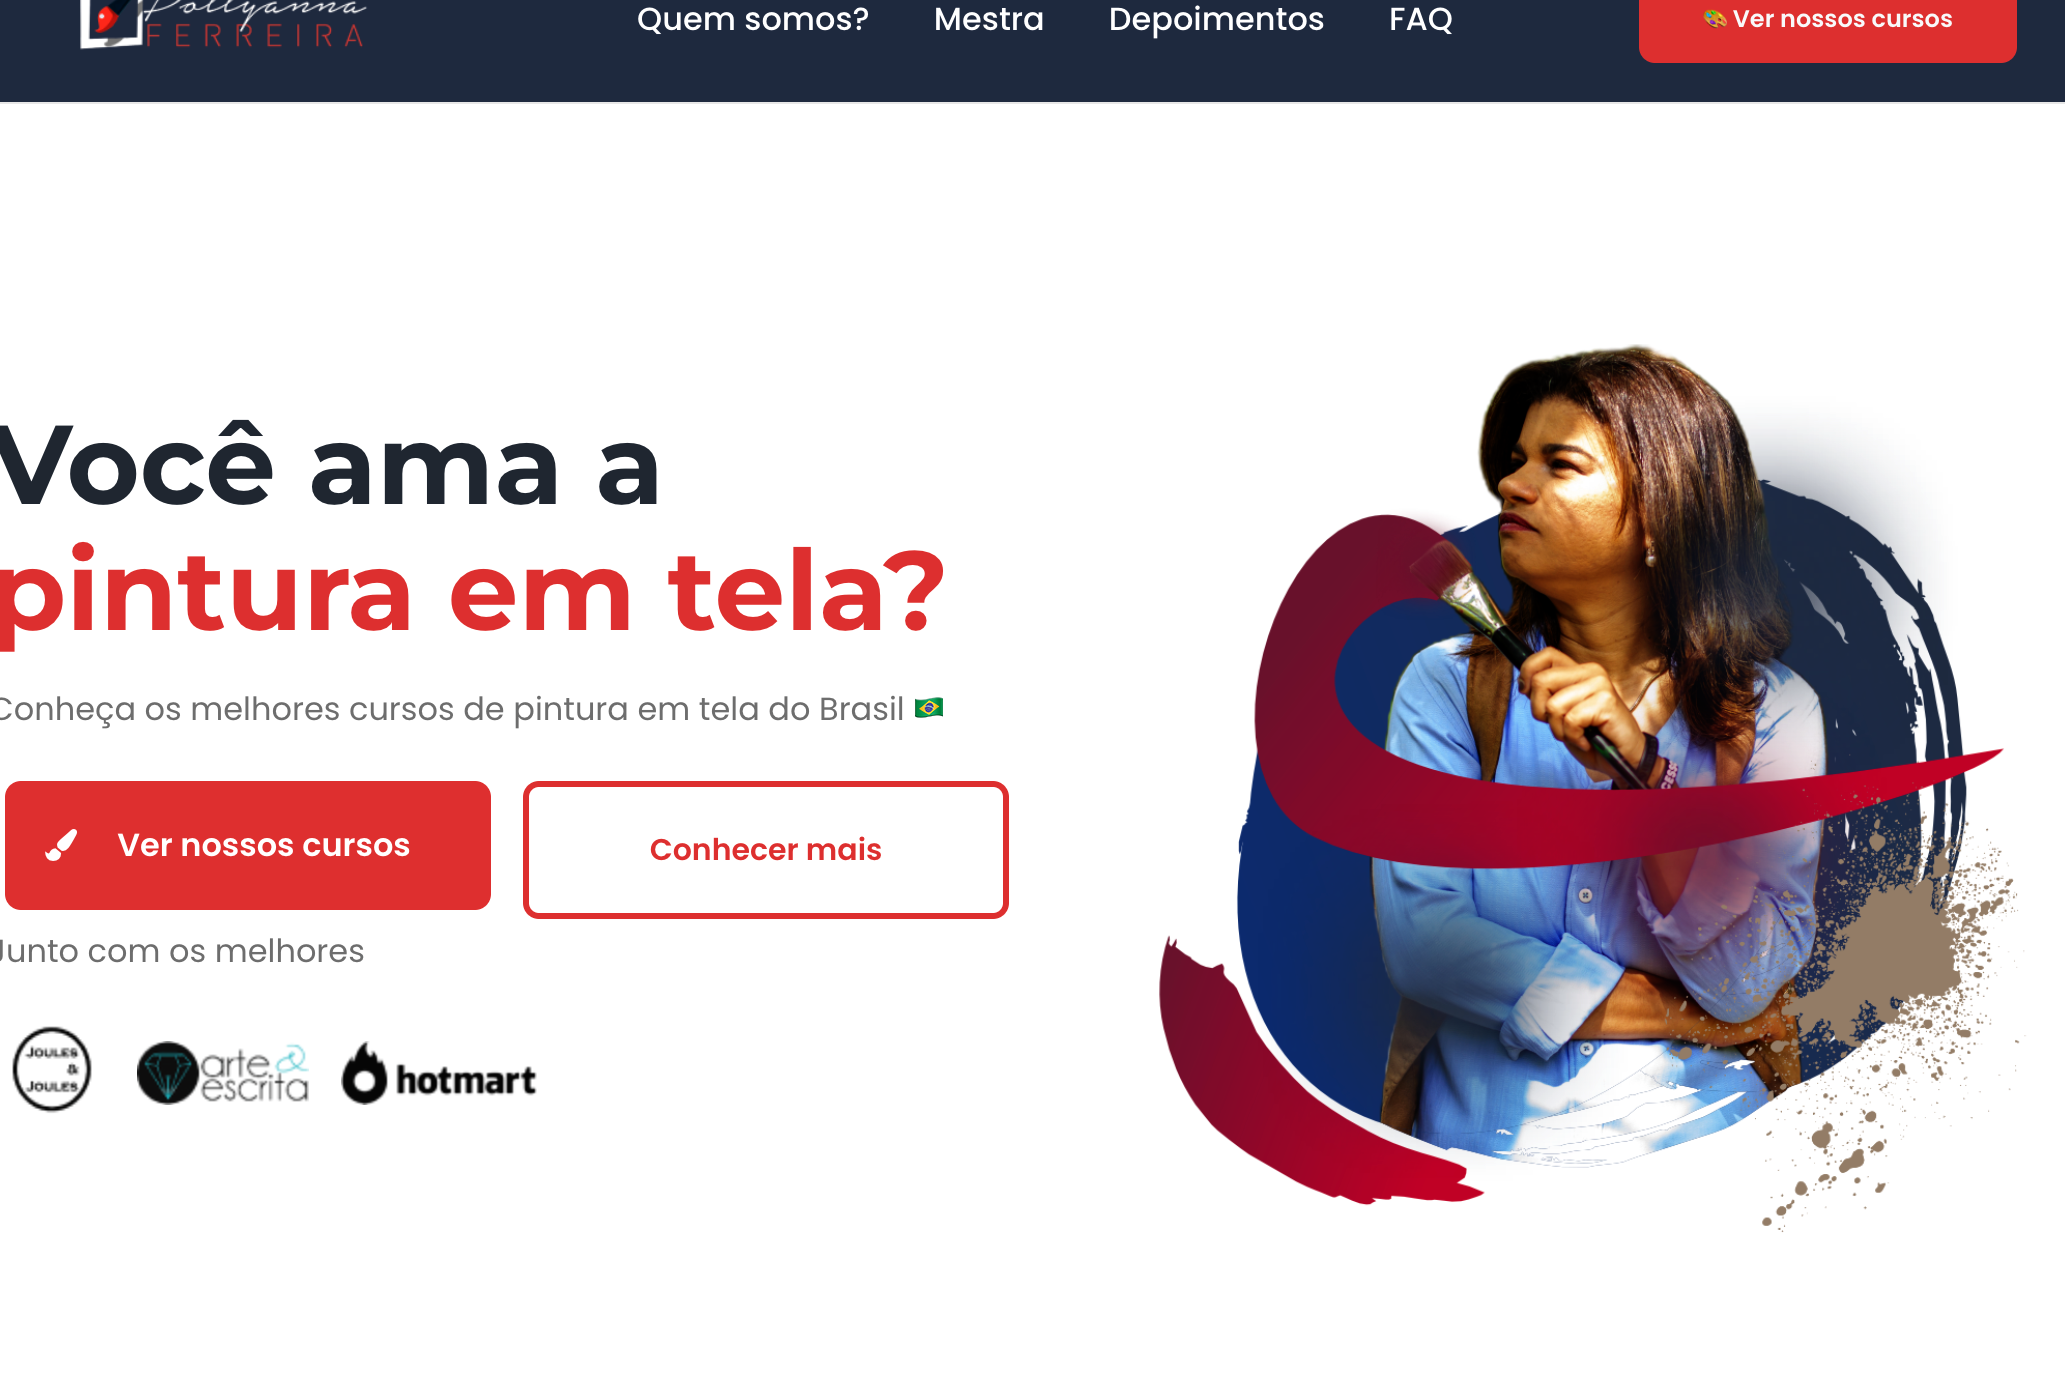 Pollyanna
FERREIRA
Quem somos?
Mestra
Depoimentos
FAQ
🎨 Ver nossos cursos
Você ama a
pintura em tela?
Conheça os melhores cursos de pintura em tela do Brasil 🇧🇷
Ver nossos cursos
Conhecer mais
Junto com os melhores
JOULES
&
JOULES
arte &
escrita
hotmart